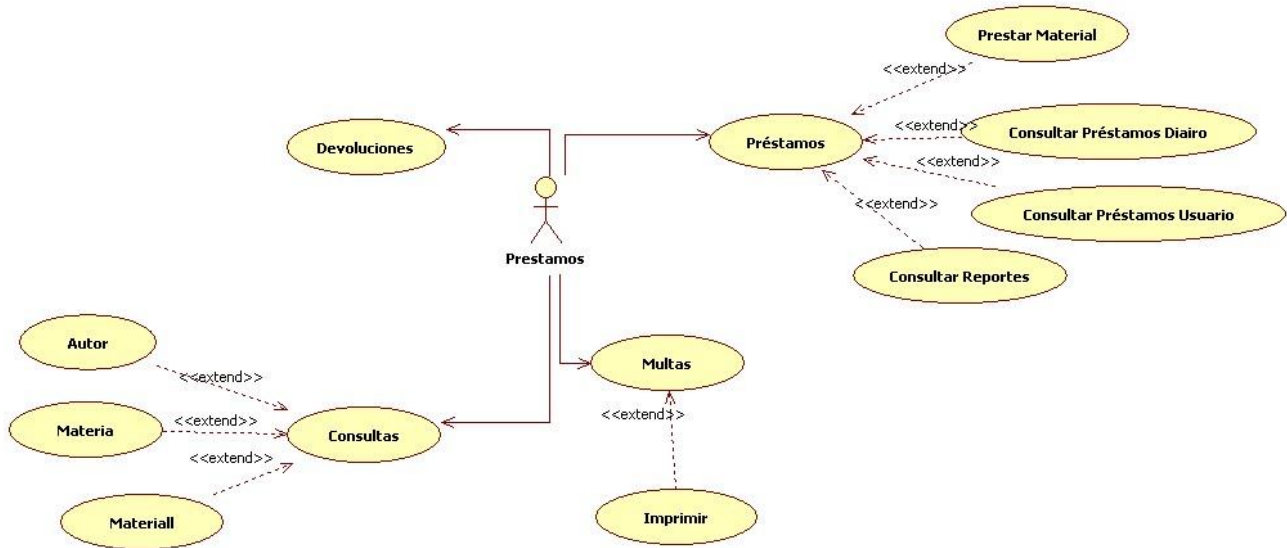 Prestar Material
<<extend>>
<<extend>>
Consultar Préstamos Diairo
Devoluciones
Préstamos
<<extend>>
<<extend>>
Consultar Préstamos Usuario
Prestamos
Consultar Reportes
Autor
Multas
<<extend>>
<<extend>>
<<extend>>
Materia
Consultas
<<extend>>
Materiall
Imprimir